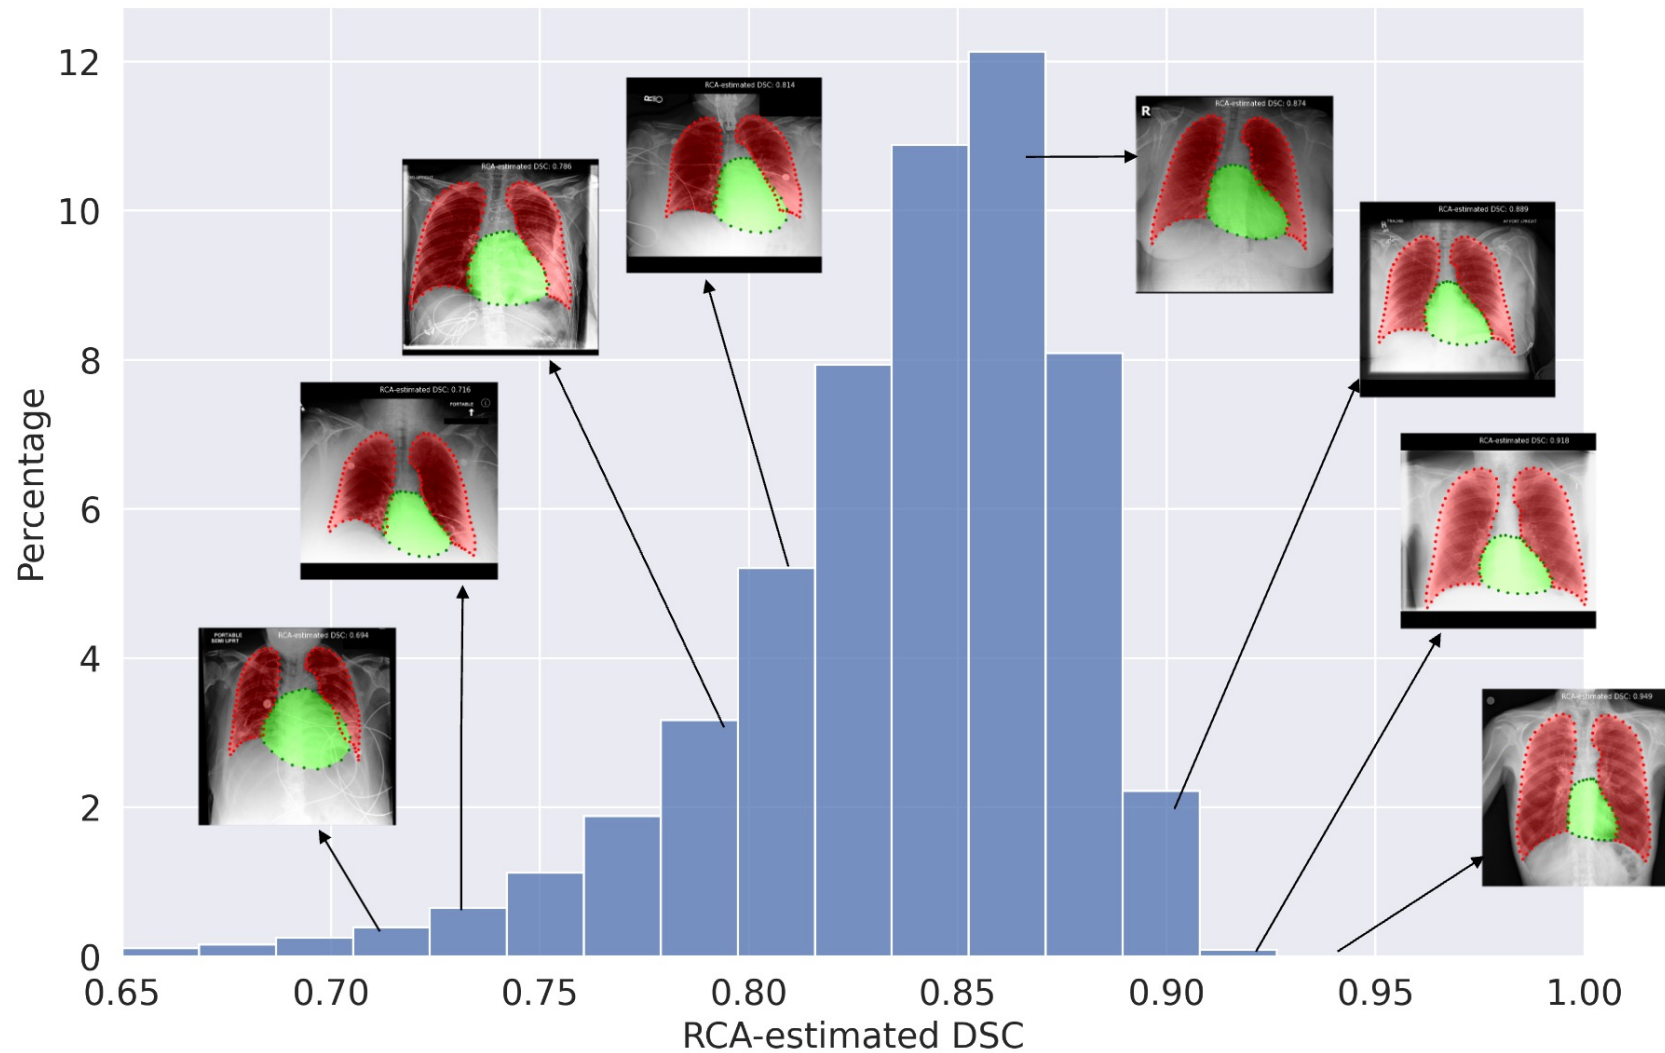 12
10
8
6
4
2
0
Percentage
0.65 0.70 0.75 0.80 0.85 0.90 0.95 1.00
RCA-estimated DSC
RCA-estimated DSC: 0.814
RCA-estimated DSC: 0.874
R
RCA-estimated DSC: 0.786
RCA-estimated DSC: 0.889
RCA-estimated DSC: 0.716
PORTABLE
RCA-estimated DSC: 0.918
PORTABLE
SEMI UPRT
RCA-estimated DSC: 0.694
RCA-estimated DSC: 0.949